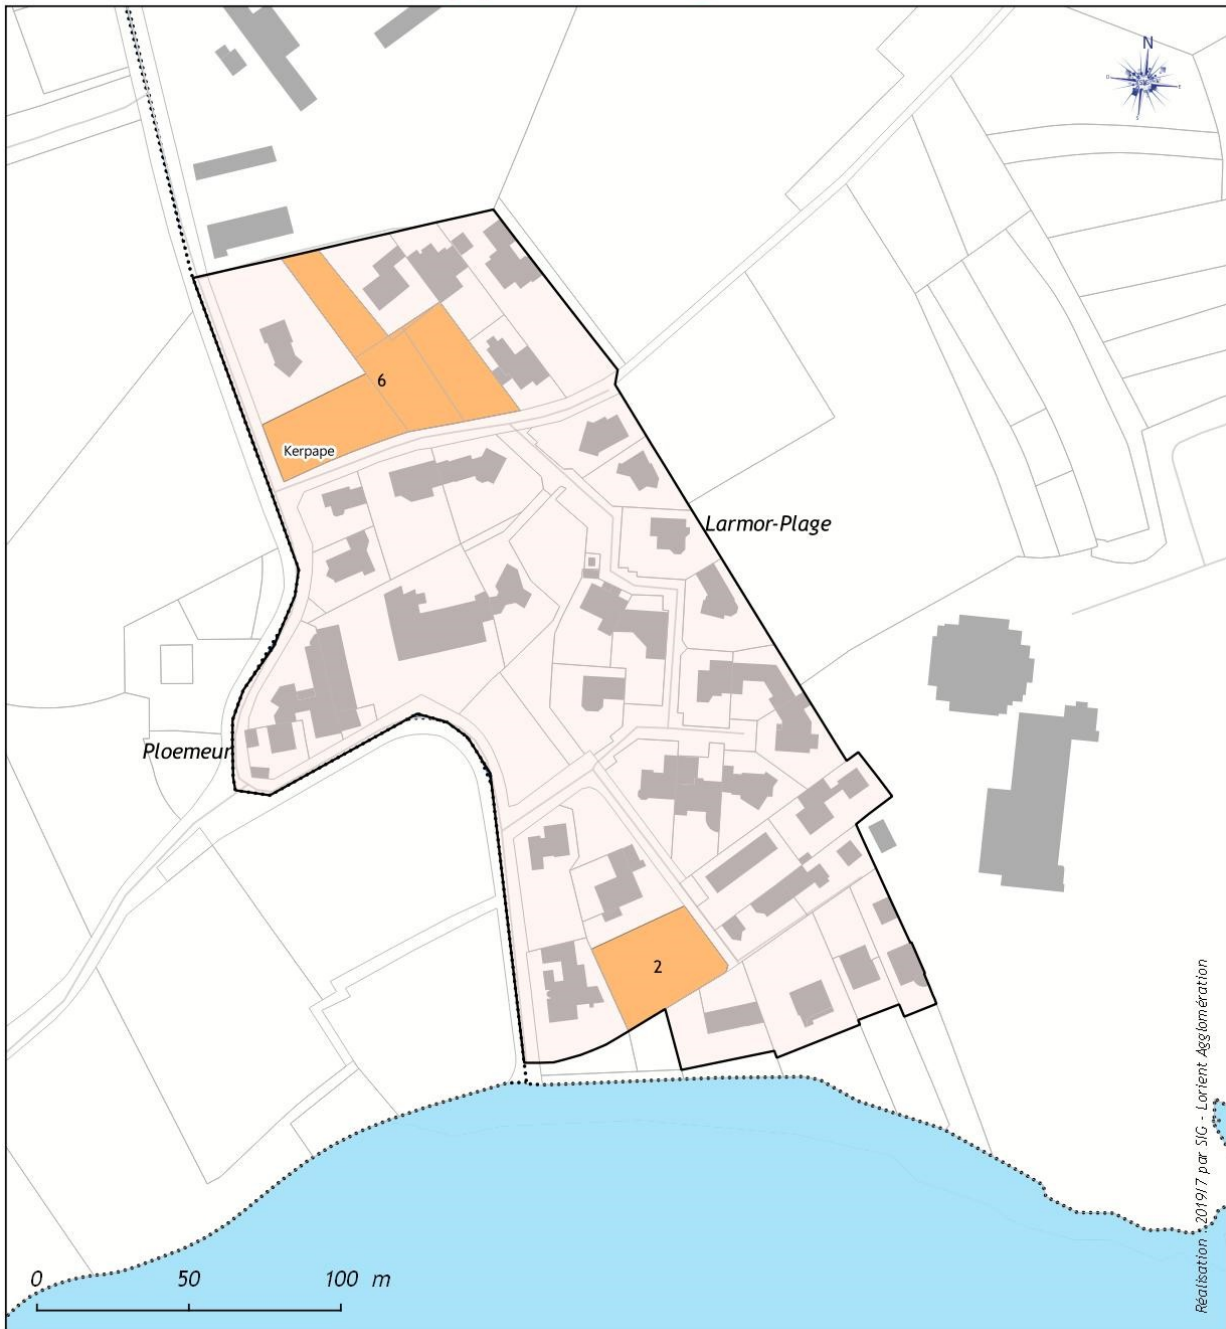 N
6
Kerpape
Larmor-Plage
Ploemeur
2
0 50 100 m
Réalisation : 2019/7 par SIG - Lorient Agglomération